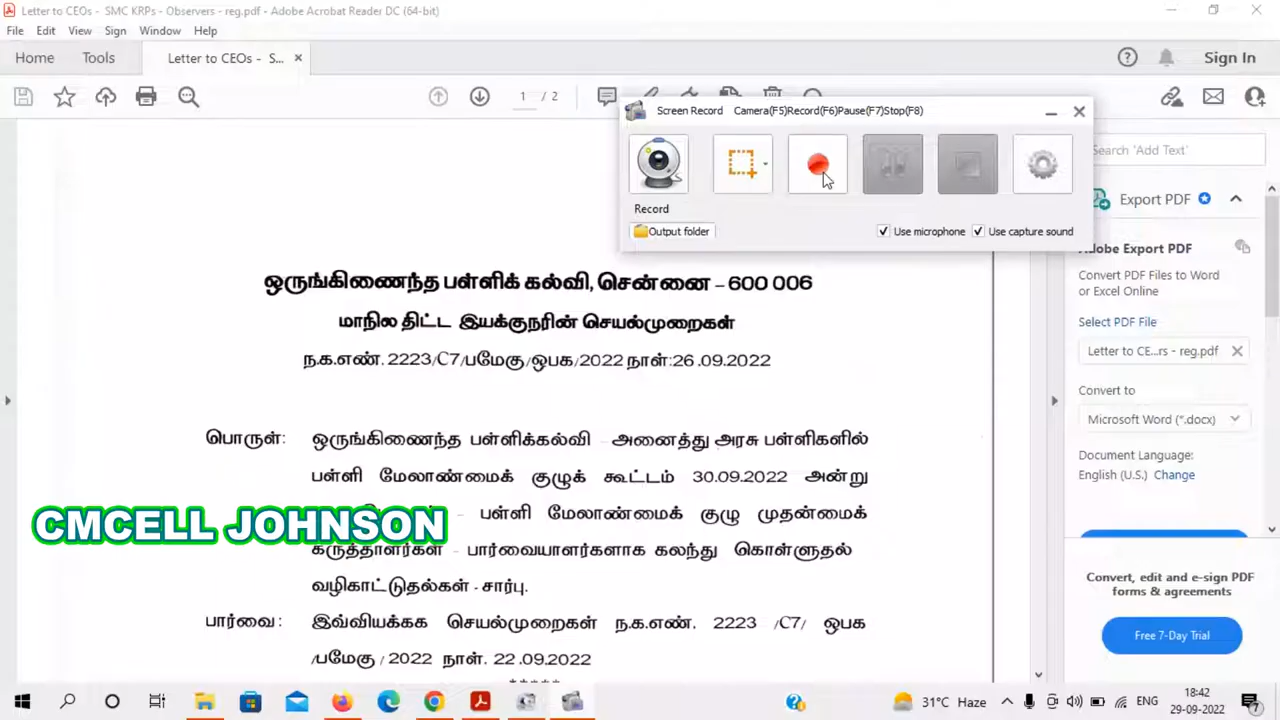 Letter to CEOs - SMC KRPs - Observers - reg.pdf - Adobe Acrobat Reader DC (64-bit)
File Edit View Sign Window Help
Home Tools Letter to CEOs - S... Sign In
1 / 2
Screen Record Camera(F5)Record(F6)Pause(F7)Stop(F8)
Record
Output folder Use microphone Use capture sound
Search 'Add Text'
Export PDF
Adobe Export PDF
Convert PDF Files to Word
or Excel Online
Select PDF File
Letter to CE...rs - reg.pdf
Convert to
Microsoft Word (*.docx)
Document Language:
English (U.S.) Change
Convert, edit and e-sign PDF
forms & agreements
Free 7-Day Trial
ஒருங்கிணைந்த பள்ளிக் கல்வி, சென்னை – 600 006
மாநில திட்ட இயக்குநரின் செயல்முறைகள்
ந.க.எண். 2223/C7/பமேகு/ஒபக/2022 நாள்:26.09.2022
பொருள்: ஒருங்கிணைந்த பள்ளிக்கல்வி – அனைத்து அரசு பள்ளிகளில்
பள்ளி மேலாண்மைக் குழுக் கூட்டம் 30.09.2022 அன்று
- பள்ளி மேலாண்மைக் குழு முதன்மைக்
CMCELL JOHNSON
கருத்தாளர்கள் – பார்வையாளர்களாக கலந்து கொள்ளுதல்
வழிகாட்டுதல்கள் - சார்பு.
பார்வை: இவ்வியக்கக செயல்முறைகள் ந.க.எண். 2223 /C7/ ஒபக
/பமேகு / 2022 நாள். 22.09.2022
*****
31°C Haze ENG 18:42
29-09-2022
7